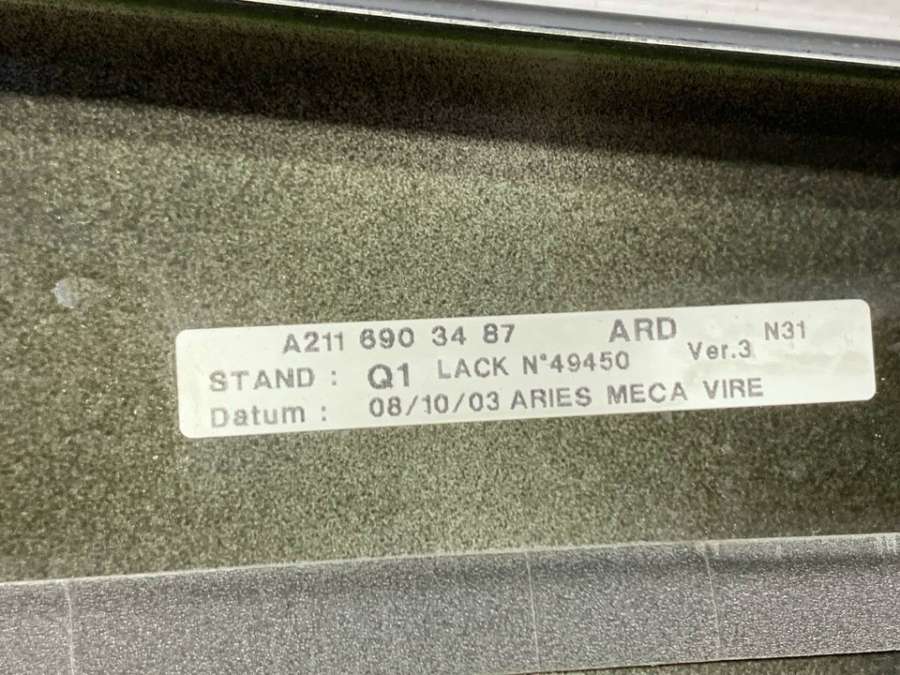 A211 690 34 87 ARD N31
STAND : Q1 LACK N°49450 Ver.3
Datum : 08/10/03 ARIES MECA VIRE